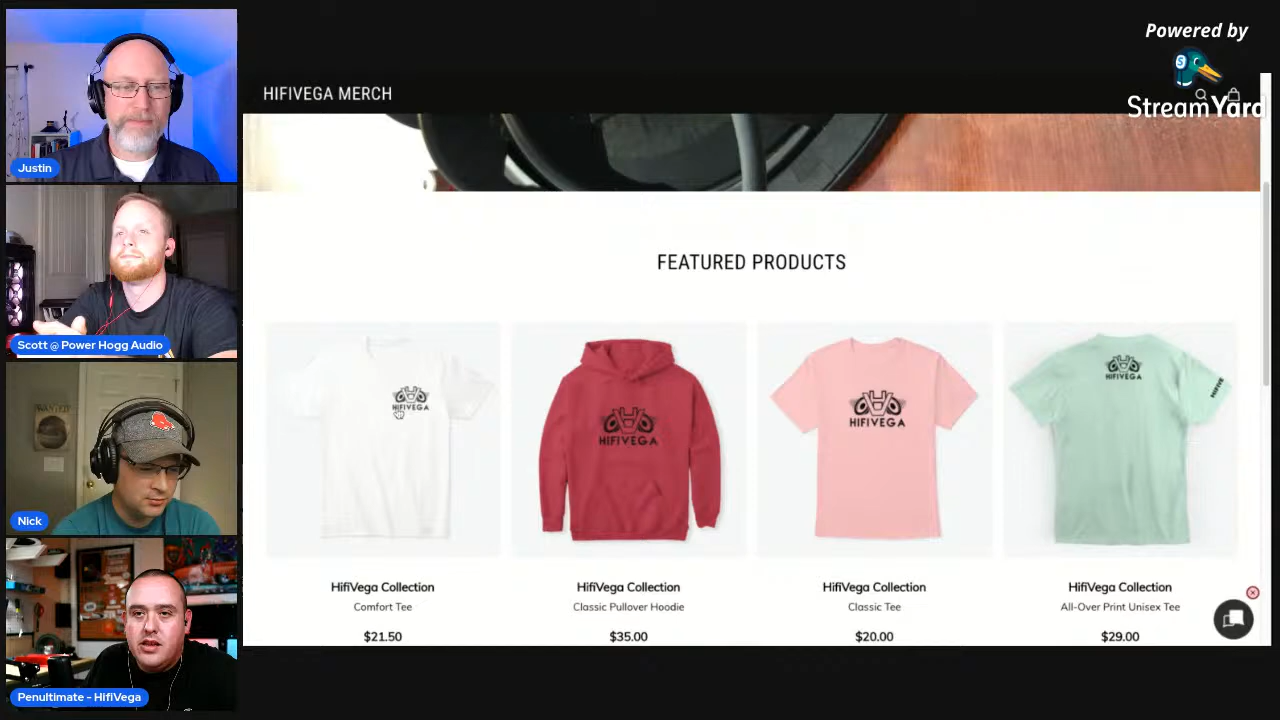 Powered by
StreamYard
Justin
Scott @ Power Hogg Audio
WANTED
Nick
Penultimate - HifiVega
HIFIVEGA MERCH
FEATURED PRODUCTS
HIFIVEGA
HIFIVEGA
HIFIVEGA
HIFIVEGA
HIFIVE
HifiVega Collection
Comfort Tee
$21.50
HifiVega Collection
Classic Pullover Hoodie
$35.00
HifiVega Collection
Classic Tee
$20.00
HifiVega Collection
All-Over Print Unisex Tee
$29.00